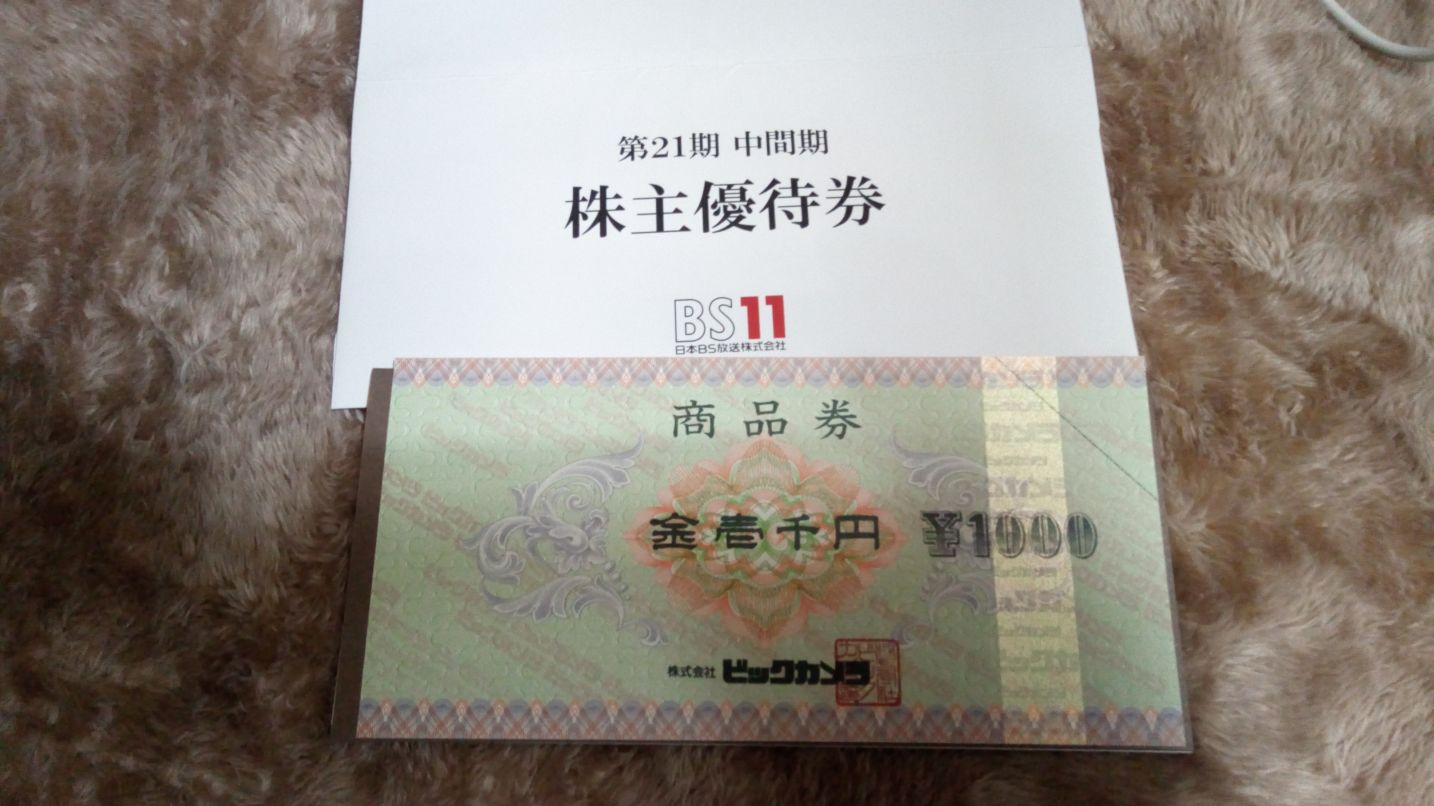 第21期 中間期
株主優待券
BS11
日本BS放送株式会社
商品券
金壱千円 ¥1000
株式会社 ビックカメラ